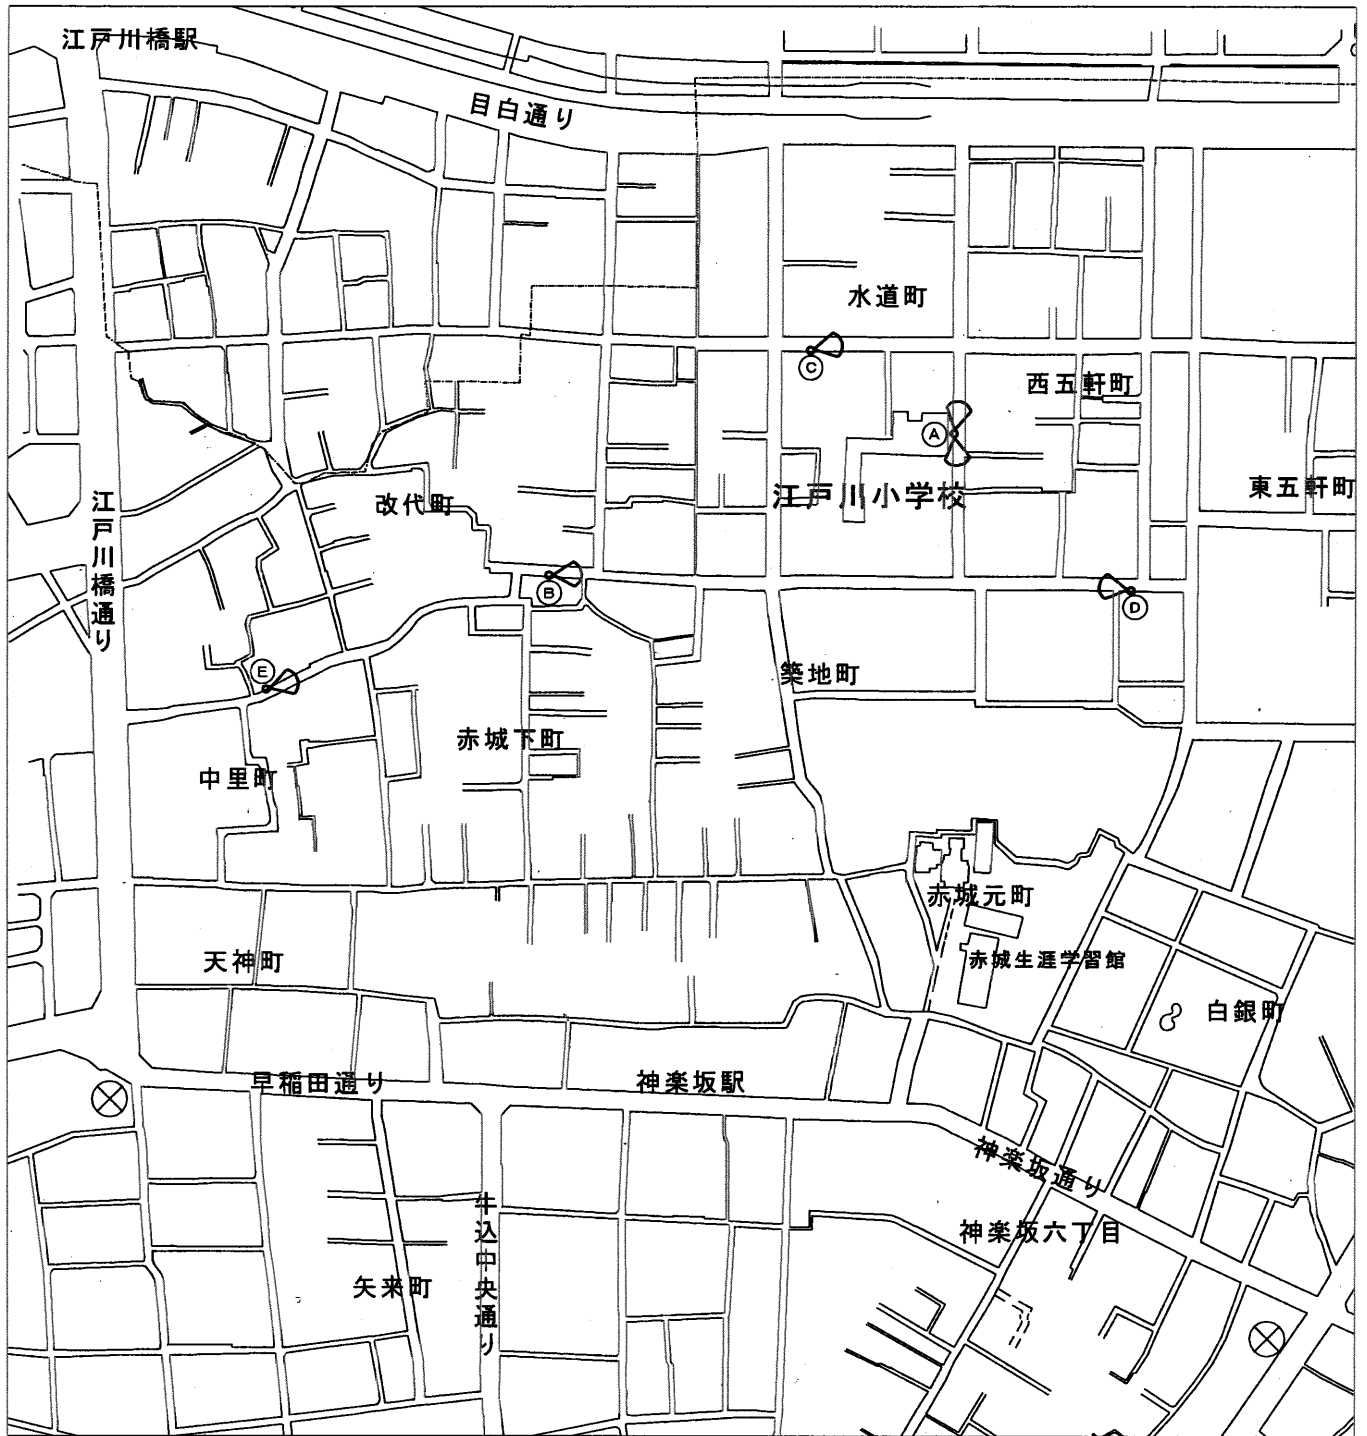 江戸川橋駅
目白通り
水道町
C
西五軒町
A
東五軒町
江戸川小学校
改代町
江戸川橋通り
B
D
E
築地町
赤城下町
中里町
赤城元町
天神町
赤城生涯学習館
白銀町
早稲田通り
神楽坂駅
神楽坂通り
牛込中央通り
神楽坂六丁目
矢来町